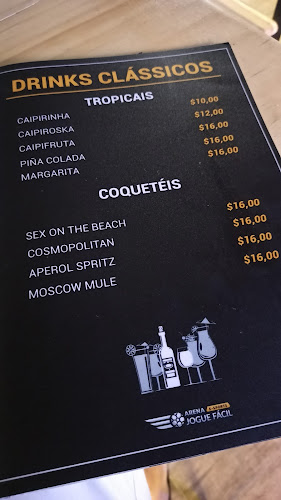 DRINKS CLÁSSICOS
TROPICAIS
CAIPIRINHA $10,00
CAIPIROSKA $12,00
CAIPIFRUTA $16,00
PIÑA COLADA $16,00
MARGARITA $16,00
COQUETÉIS
SEX ON THE BEACH $16,00
COSMOPOLITAN $16,00
APEROL SPRITZ $16,00
MOSCOW MULE $16,00
ARENA
JOGUE FÁCIL